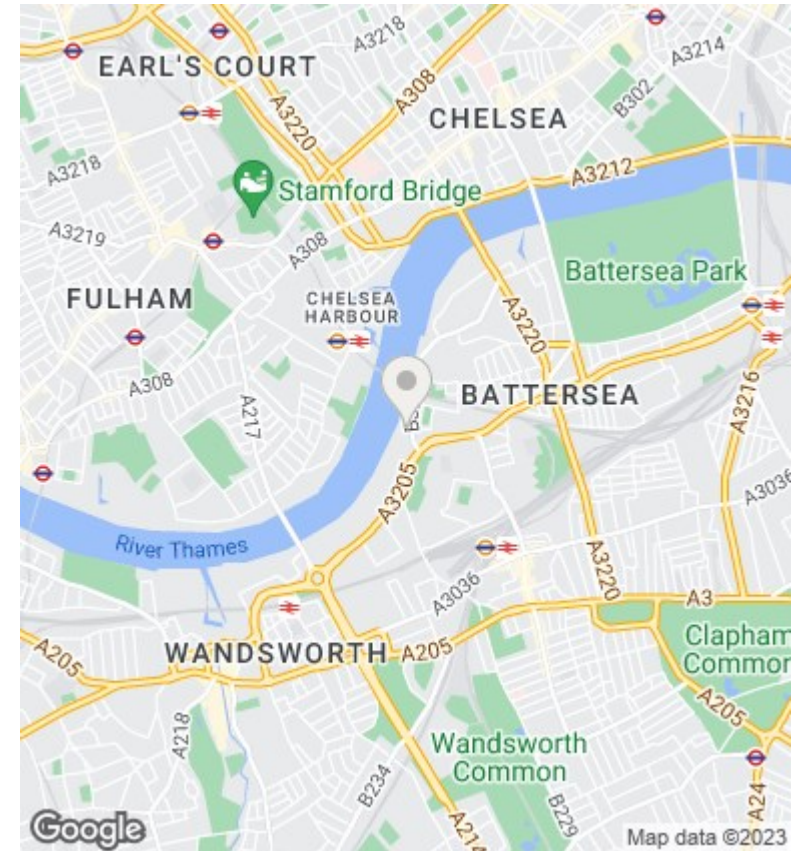 A3218
A3214
EARL'S COURT
A308
B302
A3220
CHELSEA
A3218
A3212
Stamford Bridge
A3219
A308
Battersea Park
FULHAM
CHELSEA
HARBOUR
A3220
A308
A217
BATTERSEA
A3216
A3205
A3036
River Thames
A3036
A3220
A3
WANDSWORTH
A205
Clapham
Common
A205
A205
A218
Wandsworth
Common
B234
B229
A214
A24
Google
Map data ©2023